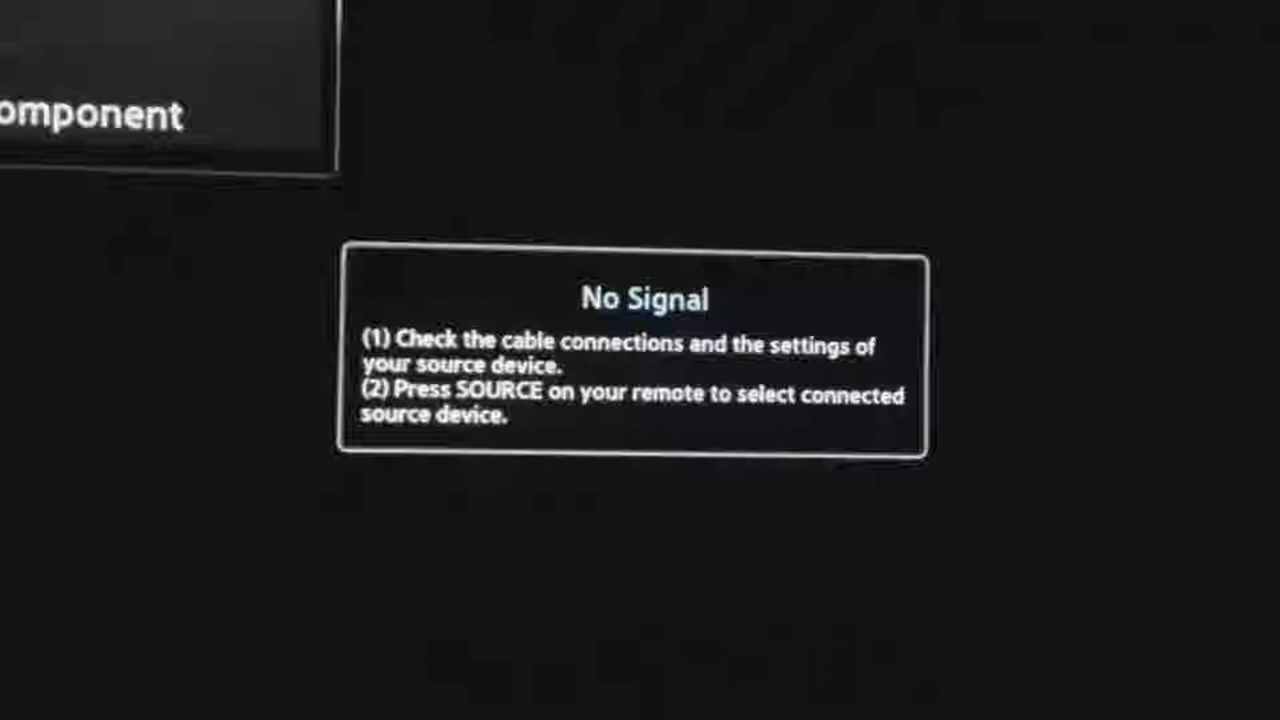 omponent
No Signal
(1) Check the cable connections and the settings of
your source device.
(2) Press SOURCE on your remote to select connected
source device.